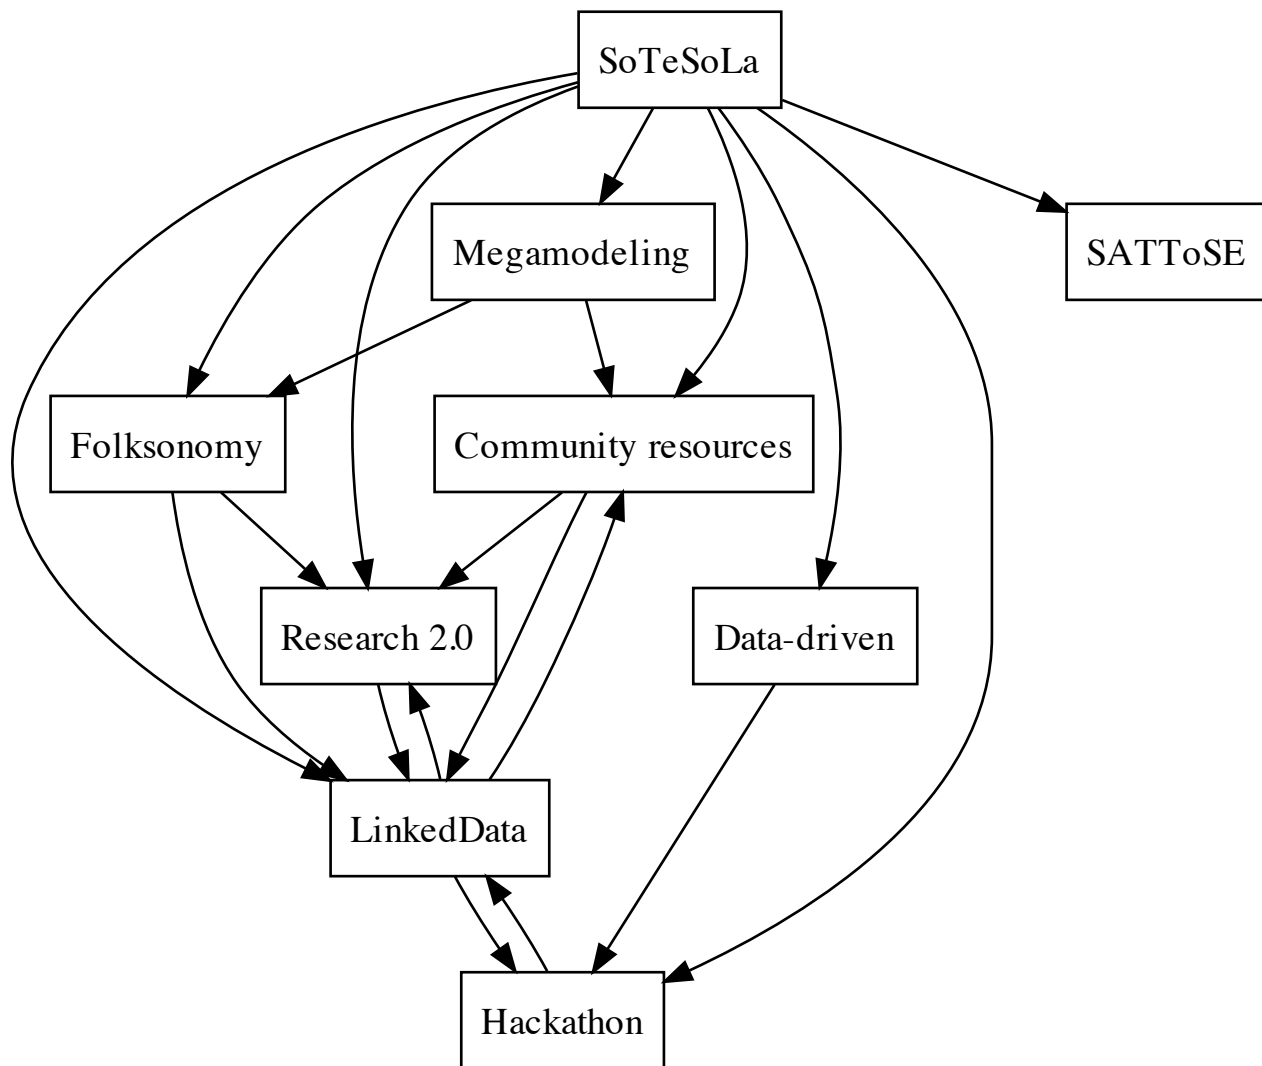 SoTeSoLa
Megamodeling
SATToSE
Folksonomy
Community resources
Research 2.0
Data-driven
LinkedData
Hackathon